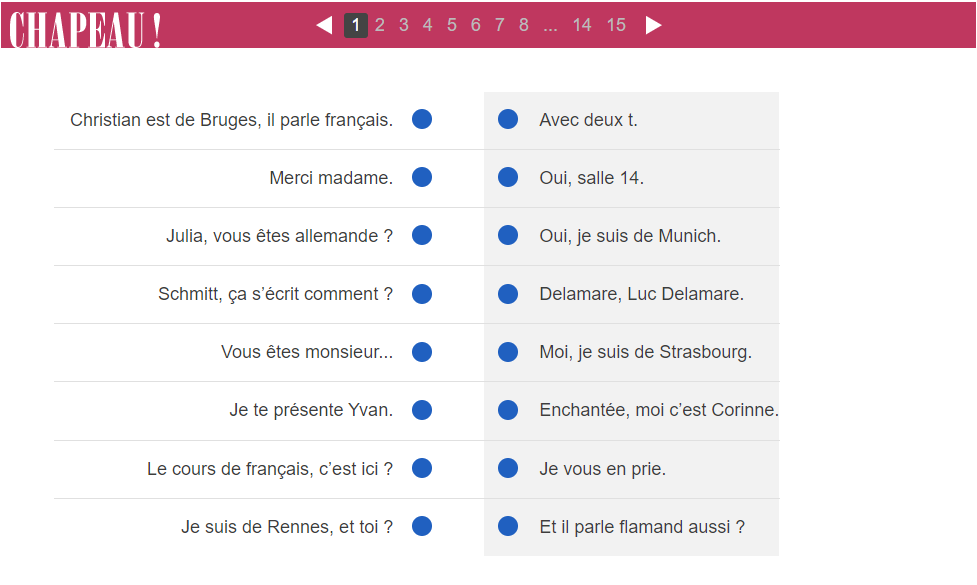 CHAPEAU !
1 2 3 4 5 6 7 8 ... 14 15
Christian est de Bruges, il parle français. Avec deux t.
Merci madame. Oui, salle 14.
Julia, vous êtes allemande ? Oui, je suis de Munich.
Schmitt, ça s’écrit comment ? Delamare, Luc Delamare.
Vous êtes monsieur... Moi, je suis de Strasbourg.
Je te présente Yvan. Enchantée, moi c’est Corinne.
Le cours de français, c’est ici ? Je vous en prie.
Je suis de Rennes, et toi ? Et il parle flamand aussi ?